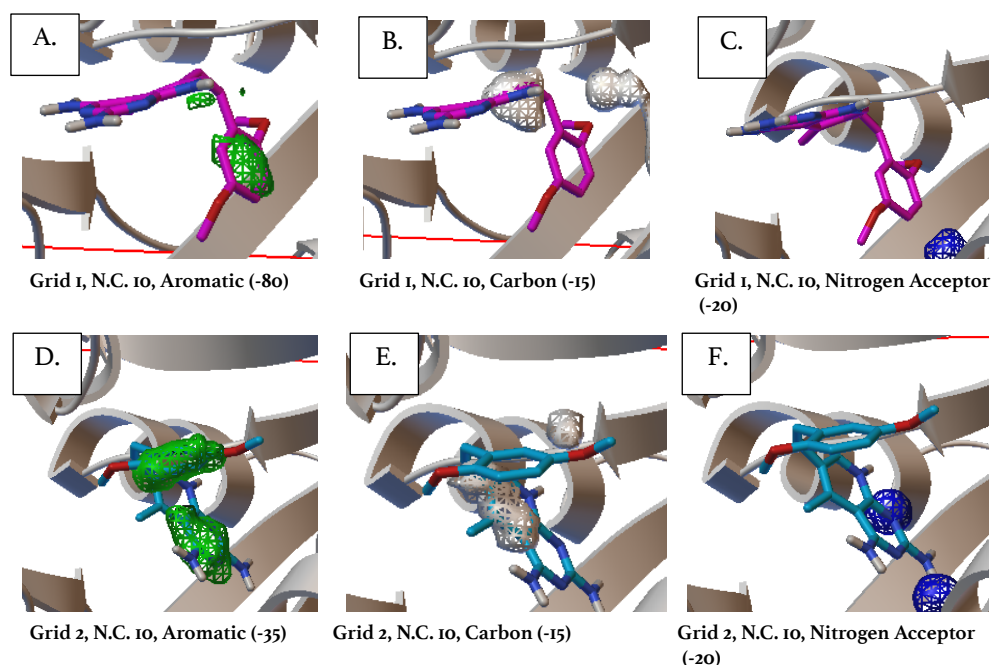 A.
B.
C.
Grid 1, N.C. 10, Aromatic (-80)
Grid 1, N.C. 10, Carbon (-15)
Grid 1, N.C. 10, Nitrogen Acceptor
(-20)
D.
E.
F.
Grid 2, N.C. 10, Aromatic (-35)
Grid 2, N.C. 10, Carbon (-15)
Grid 2, N.C. 10, Nitrogen Acceptor
(-20)